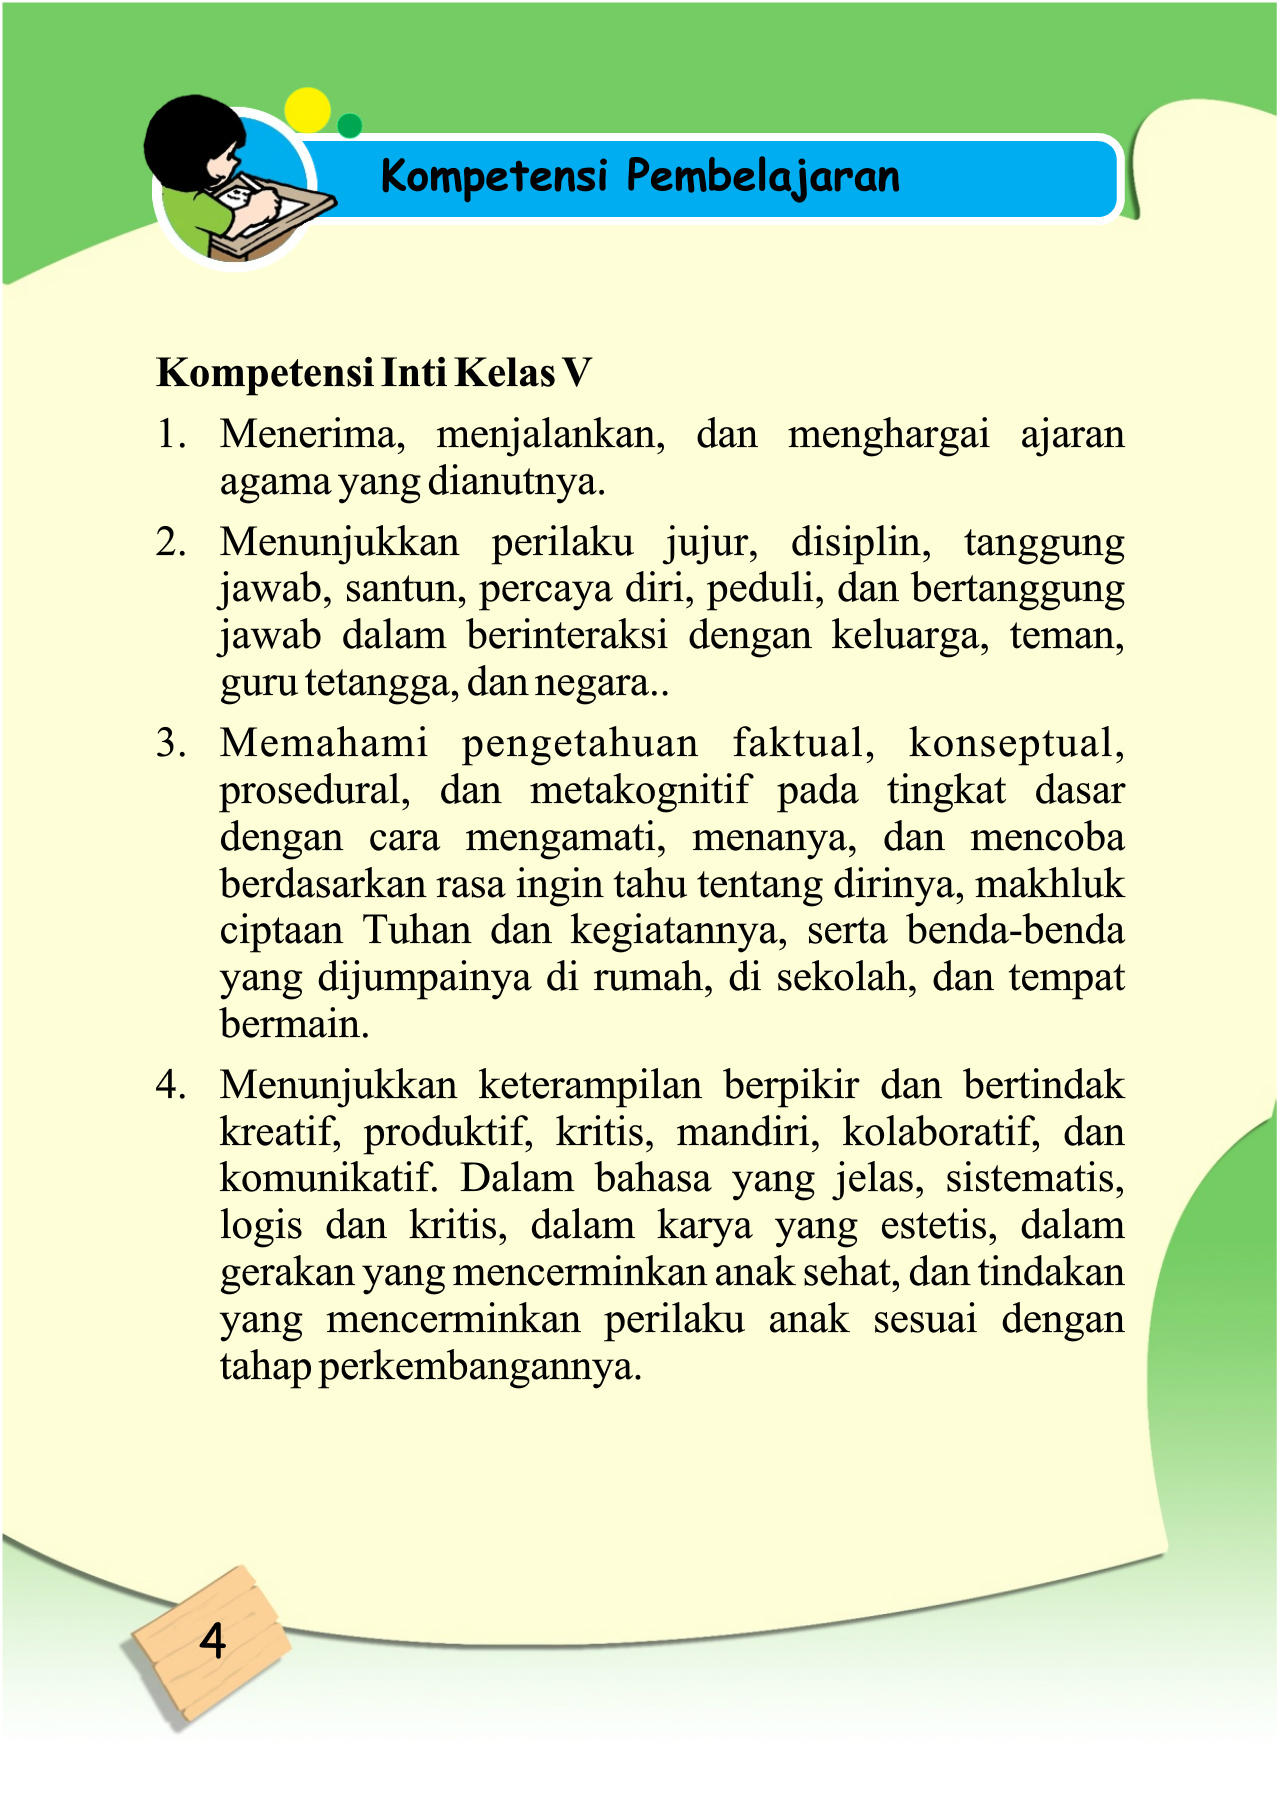 Kompetensi Pembelajaran
Kompetensi Inti Kelas V
1. Menerima, menjalankan, dan menghargai ajaran
agama yang dianutnya.
2. Menunjukkan perilaku jujur, disiplin, tanggung
jawab, santun, percaya diri, peduli, dan bertanggung
jawab dalam berinteraksi dengan keluarga, teman,
guru tetangga, dan negara..
3. Memahami pengetahuan faktual, konseptual,
prosedural, dan metakognitif pada tingkat dasar
dengan cara mengamati, menanya, dan mencoba
berdasarkan rasa ingin tahu tentang dirinya, makhluk
ciptaan Tuhan dan kegiatannya, serta benda-benda
yang dijumpainya di rumah, di sekolah, dan tempat
bermain.
4. Menunjukkan keterampilan berpikir dan bertindak
kreatif, produktif, kritis, mandiri, kolaboratif, dan
komunikatif. Dalam bahasa yang jelas, sistematis,
logis dan kritis, dalam karya yang estetis, dalam
gerakan yang mencerminkan anak sehat, dan tindakan
yang mencerminkan perilaku anak sesuai dengan
tahap perkembangannya.
4